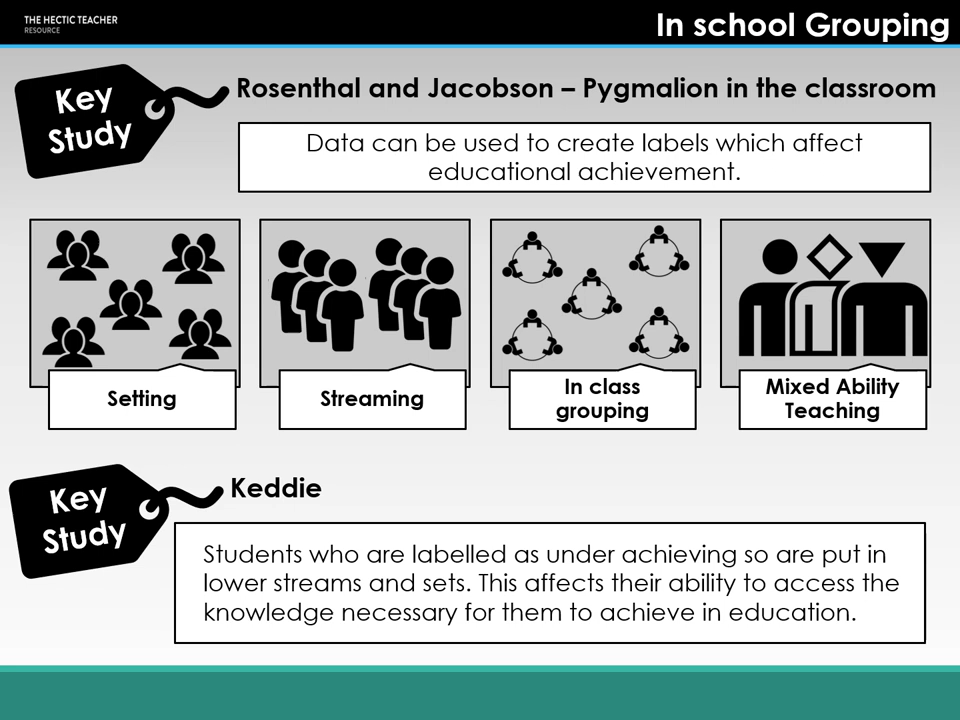 THE HECTIC TEACHER
RESOURCE
In school Grouping
Key
Study
Rosenthal and Jacobson – Pygmalion in the classroom
Data can be used to create labels which affect
educational achievement.
Setting
Streaming
In class
grouping
Mixed Ability
Teaching
Key
Study
Keddie
Students who are labelled as under achieving so are put in
lower streams and sets. This affects their ability to access the
knowledge necessary for them to achieve in education.